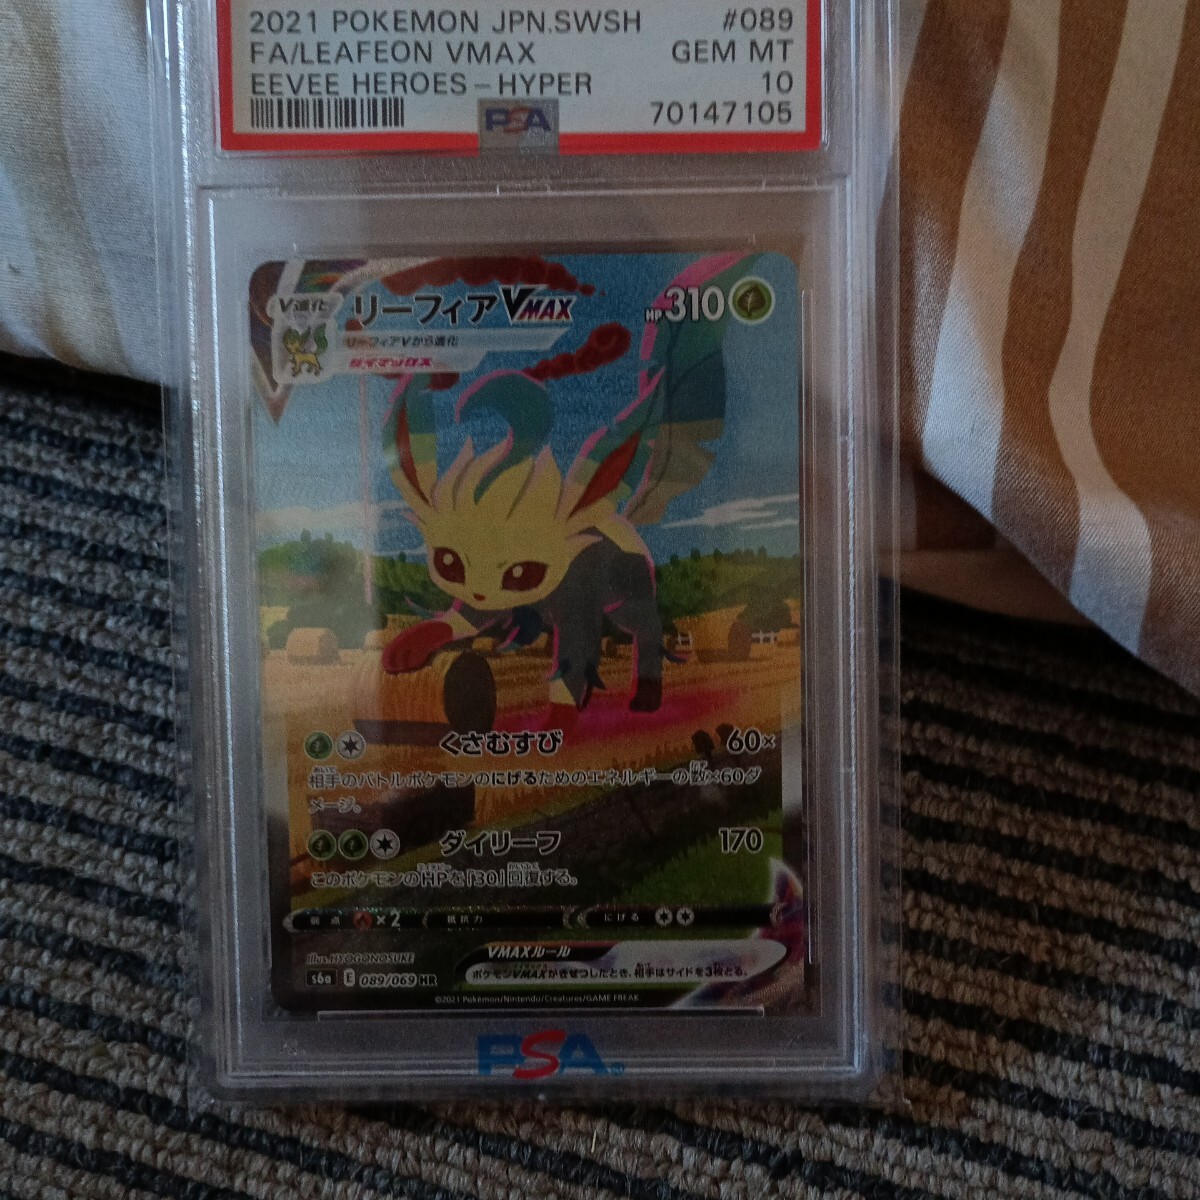 2021 POKEMON JPN.SWSH #089
FA/LEAFEON VMAX GEM MT
EEVEE HEROES-HYPER 10
70147105
PSA
V進化 リーフィアVMAX HP310
リーフィアVから進化
ダイマックス
くさむすび 60×
相手のバトルポケモンのにげるためのエネルギーの数×60ダ
メージ。
ダイリーフ 170
このポケモンのHPを「30」回復する。
弱点 ×2 抵抗力 にげる
Illus.HYOGONOSUKE VMAXルール
s6a E 089/069 HR ポケモンVMAXがきぜつしたとき、相手はサイドを3枚とる。
©2021 Pokémon/Nintendo/Creatures/GAME FREAK
PSA